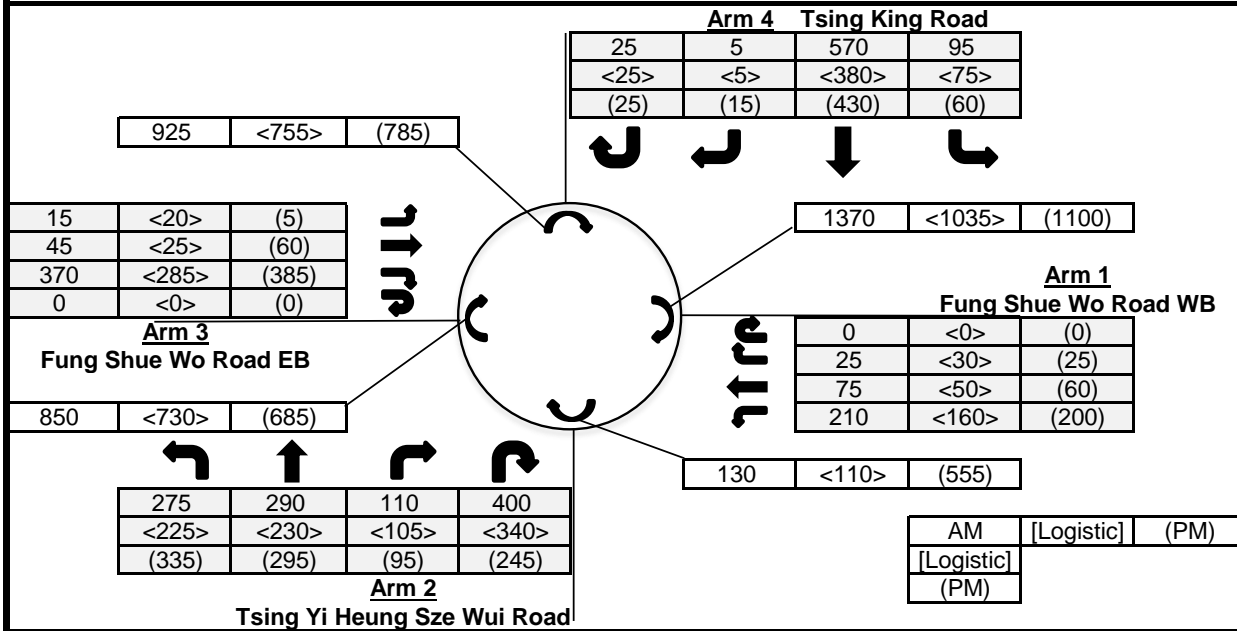 Arm 4 Tsing King Road
25 5 570 95
<25> <5> <380> <75>
(25) (15) (430) (60)
925 <755> (785)
15 <20> (5)
45 <25> (60)
370 <285> (385)
0 <0> (0)
Arm 3
Fung Shue Wo Road EB
1370 <1035> (1100)
Arm 1
Fung Shue Wo Road WB
0 <0> (0)
25 <30> (25)
75 <50> (60)
210 <160> (200)
850 <730> (685)
130 <110> (555)
275 290 110 400
<225> <230> <105> <340>
(335) (295) (95) (245)
Arm 2
Tsing Yi Heung Sze Wui Road
AM [Logistic] (PM)
[Logistic]
(PM)